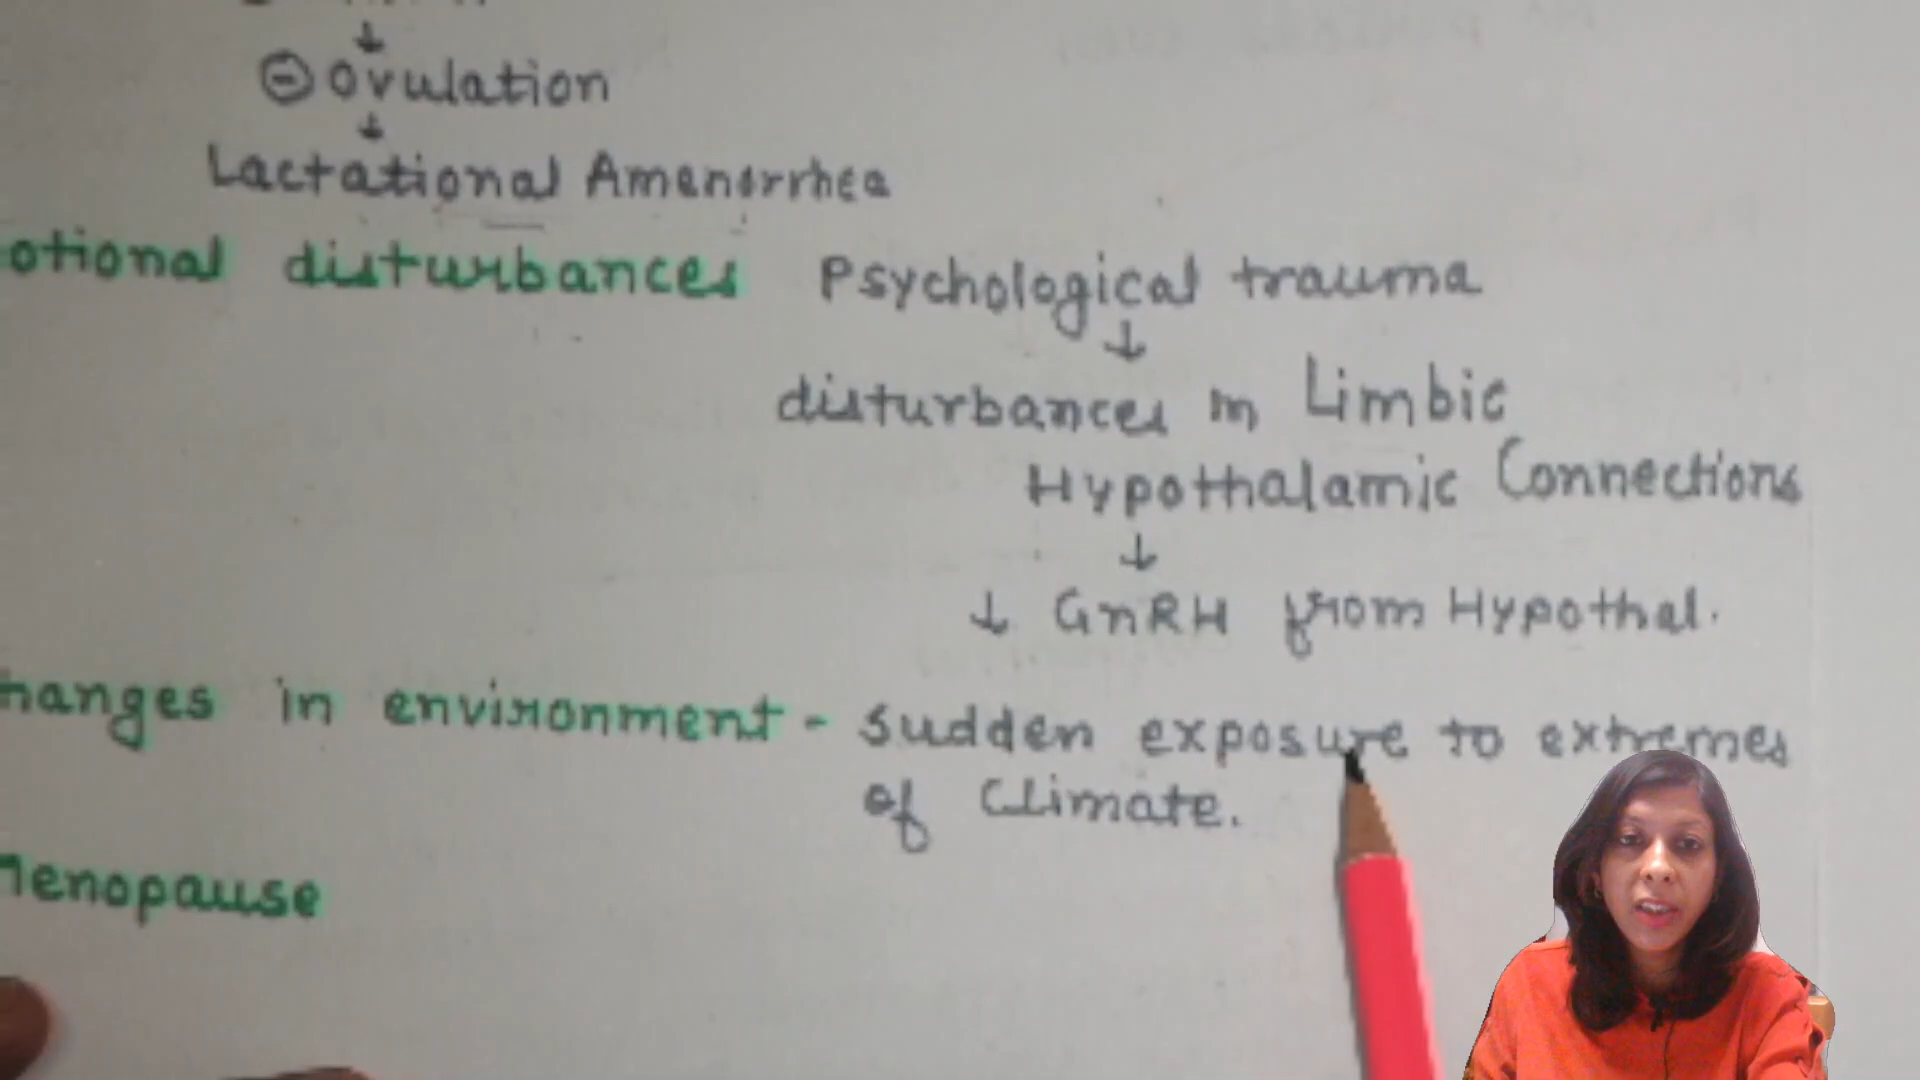 ↓
⊖ Ovulation
↓
Lactational Amenorrhea
otional disturbances Psychological trauma
↓
disturbances in Limbic
Hypothalamic Connections
↓
↓ GnRH from Hypothal.
hanges in environment - Sudden exposure to extremes
of Climate.
Menopause